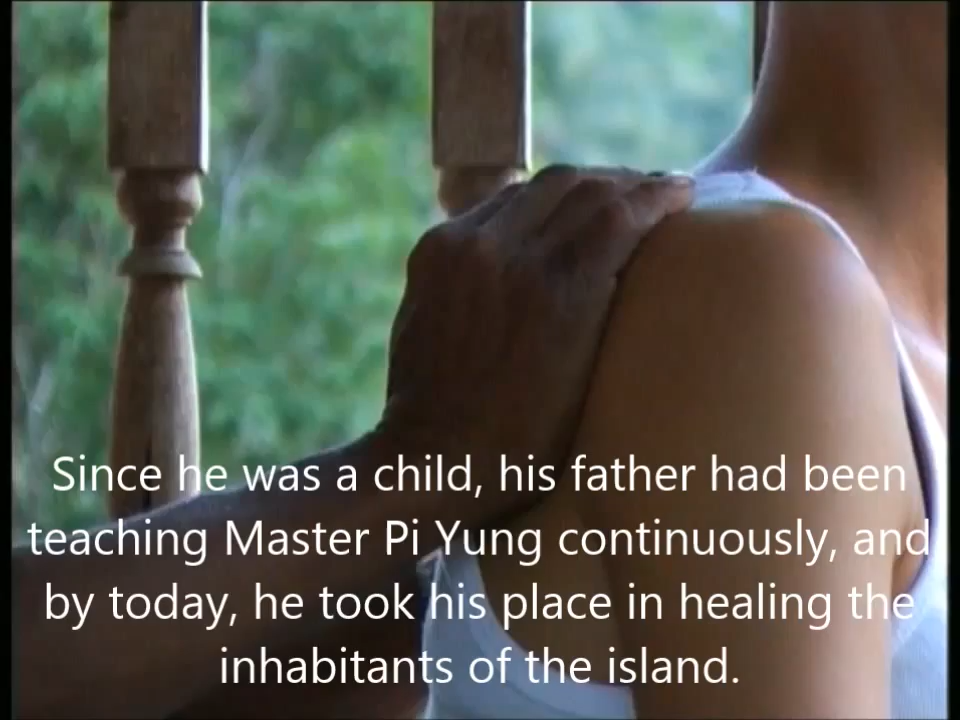 Since he was a child, his father had been
teaching Master Pi Yung continuously, and
by today, he took his place in healing the
inhabitants of the island.